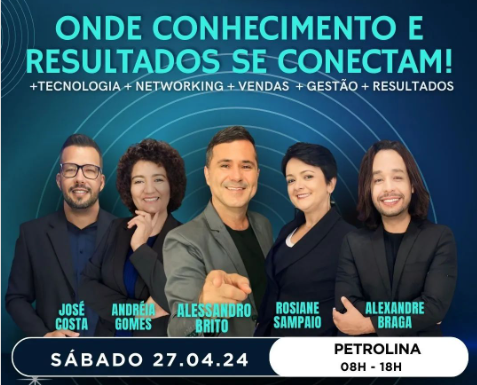 ONDE CONHECIMENTO E
RESULTADOS SE CONECTAM!
+TECNOLOGIA + NETWORKING + VENDAS + GESTÃO + RESULTADOS
JOSÉ
COSTA
ANDRÉIA
GOMES
ALESSANDRO
BRITO
ROSIANE
SAMPAIO
ALEXANDRE
BRAGA
SÁBADO 27.04.24
PETROLINA
08H - 18H